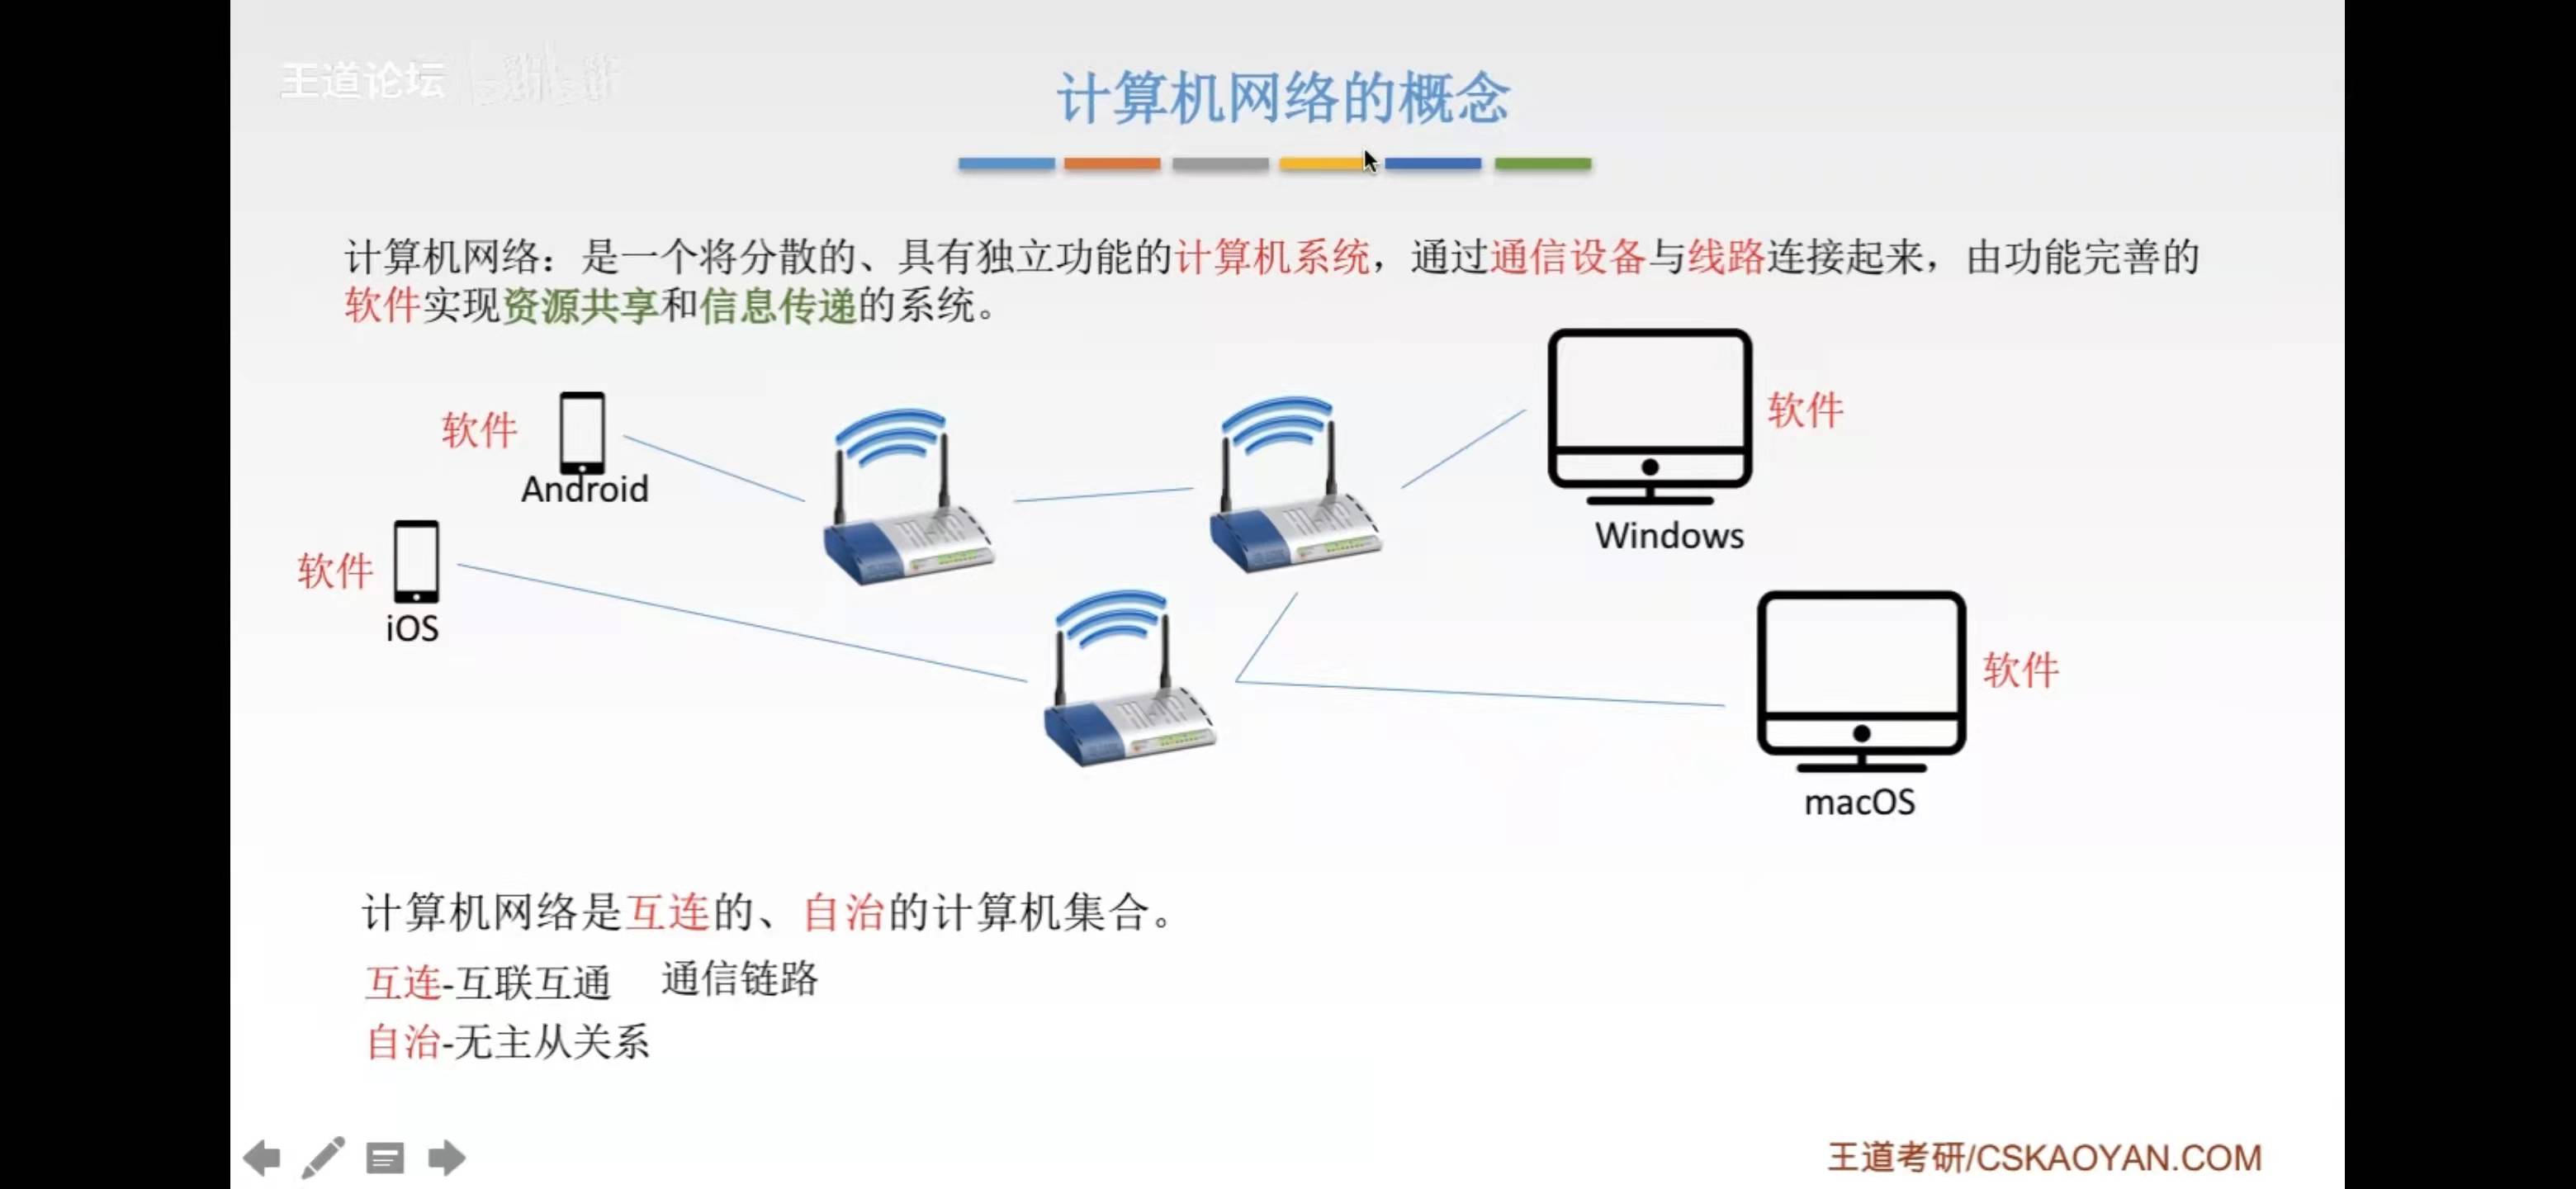 王道论坛 bilibili
计算机网络的概念
计算机网络：是一个将分散的、具有独立功能的计算机系统，通过通信设备与线路连接起来，由功能完善的
软件实现资源共享和信息传递的系统。
软件
Android
软件
Windows
软件
iOS
软件
macOS
计算机网络是互连的、自治的计算机集合。
互连-互联互通 通信链路
自治-无主从关系
王道考研/CSKAOYAN.COM